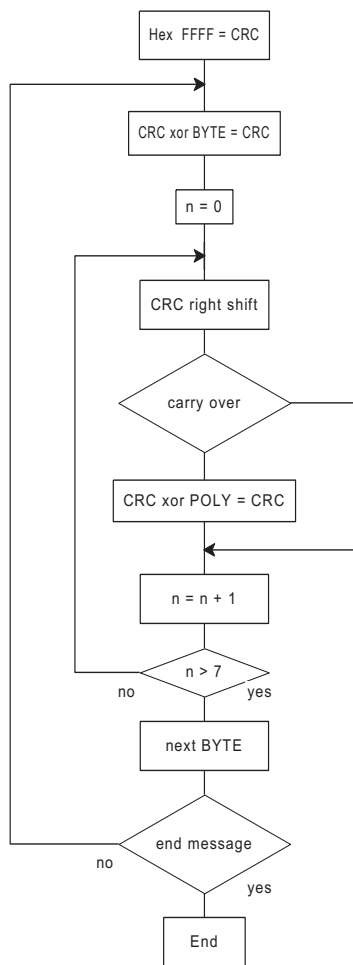 Hex FFFF = CRC
CRC xor BYTE = CRC
n = 0
CRC right shift
carry over
CRC xor POLY = CRC
n = n + 1
n > 7
no
yes
next BYTE
end message
no
yes
End